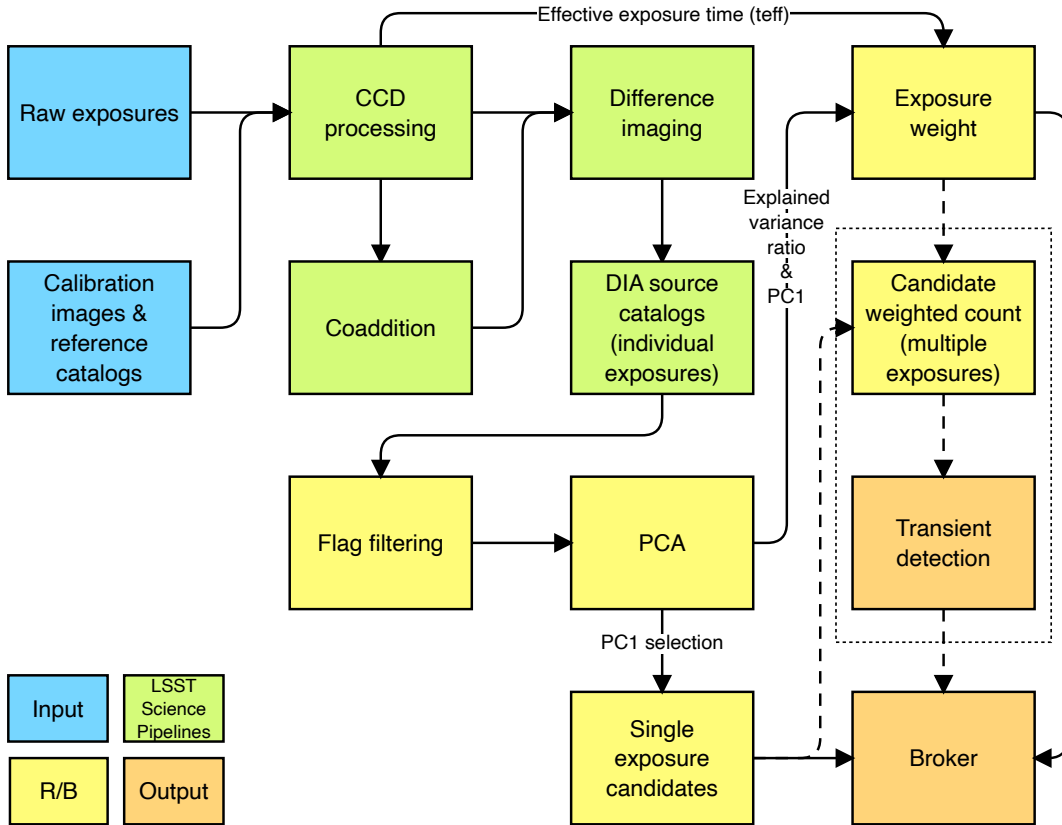 Effective exposure time (teff)
Raw exposures
CCD
processing
Difference
imaging
Exposure
weight
Explained
variance
ratio
&
PC1
Calibration
images &
reference
catalogs
Coaddition
DIA source
catalogs
(individual
exposures)
Candidate
weighted count
(multiple
exposures)
Flag filtering
PCA
Transient
detection
PC1 selection
Input
LSST
Science
Pipelines
R/B
Output
Single
exposure
candidates
Broker